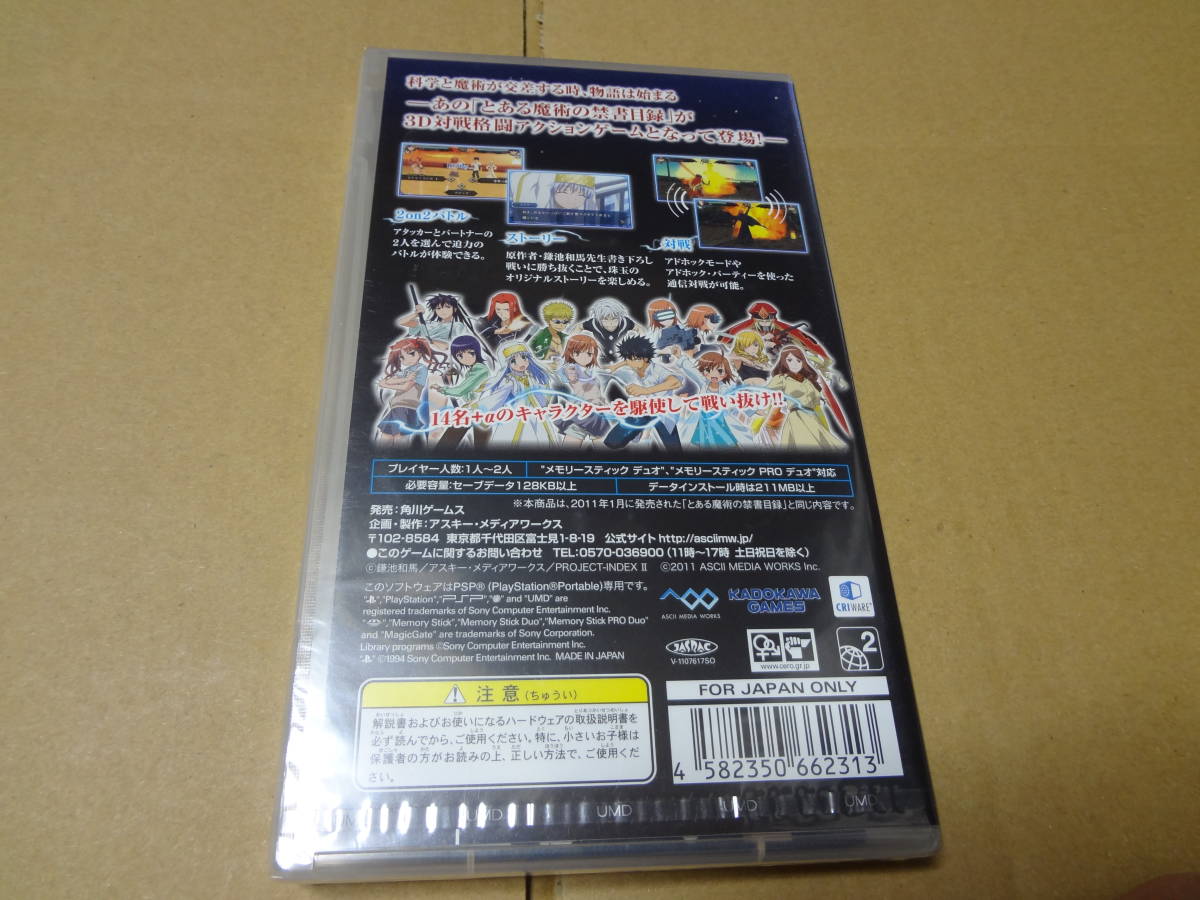 科学と魔術が交差する時、物語は始まる
―あの「とある魔術の禁書目録」が
3D対戦格闘アクションゲームとなって登場!―
2on2バトル
アタッカーとパートナーの
2人を選んで迫力の
バトルが体験できる。
ストーリー
原作者・鎌池和馬先生書き下ろし
戦いに勝ち抜くことで、珠玉の
オリジナルストーリーを楽しめる。
対戦
アドホックモードや
アドホック・パーティーを使った
通信対戦が可能。
14名+αのキャラクターを駆使して戦い抜け!!
プレイヤー人数:1人〜2人
"メモリースティック デュオ"、"メモリースティック PRO デュオ"対応
必要容量:セーブデータ128KB以上
データインストール時は211MB以上
※本商品は、2011年1月に発売された「とある魔術の禁書目録」と同じ内容です。
発売:角川ゲームス
企画・製作:アスキー・メディアワークス
〒102-8584 東京都千代田区富士見1-8-19 公式サイト http://asciimw.jp/
●このゲームに関するお問い合わせ TEL:0570-036900 (11時〜17時 土日祝日を除く)
©鎌池和馬/アスキー・メディアワークス/PROJECT-INDEX II ©2011 ASCII MEDIA WORKS Inc.
このソフトウェアはPSP® (PlayStation®Portable)専用です。
"PlayStation", "PSP", and "UMD" are
registered trademarks of Sony Computer Entertainment Inc.
"Memory Stick", "Memory Stick Duo", "Memory Stick PRO Duo"
and "MagicGate" are trademarks of Sony Corporation.
Library programs ©Sony Computer Entertainment Inc.
©1994 Sony Computer Entertainment Inc. MADE IN JAPAN
ASCII MEDIA WORKS
KADOKAWA
GAMES
CRIWARE
JASRAC
V-1107617SO
www.cero.gr.jp
2
注意(ちゅうい)
解説書およびお使いになるハードウェアの取扱説明書を
必ず読んでから、ご使用ください。特に、小さいお子様は
保護者の方がお読みの上、正しい方法で、ご使用くだ
さい。
FOR JAPAN ONLY
4 582350 662313
UMD UMD UMD UMD UMD